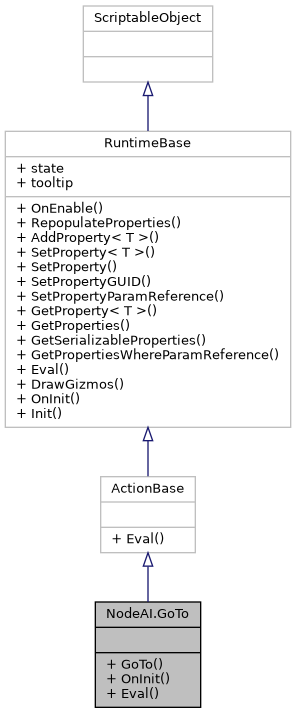 ScriptableObject
RuntimeBase
+ state
+ tooltip
+ OnEnable()
+ RepopulateProperties()
+ AddProperty< T >()
+ SetProperty< T >()
+ SetProperty()
+ SetPropertyGUID()
+ SetPropertyParamReference()
+ GetProperty< T >()
+ GetProperties()
+ GetSerializableProperties()
+ GetPropertiesWhereParamReference()
+ Eval()
+ DrawGizmos()
+ OnInit()
+ Init()
ActionBase
+ Eval()
NodeAI.GoTo
+ GoTo()
+ OnInit()
+ Eval()